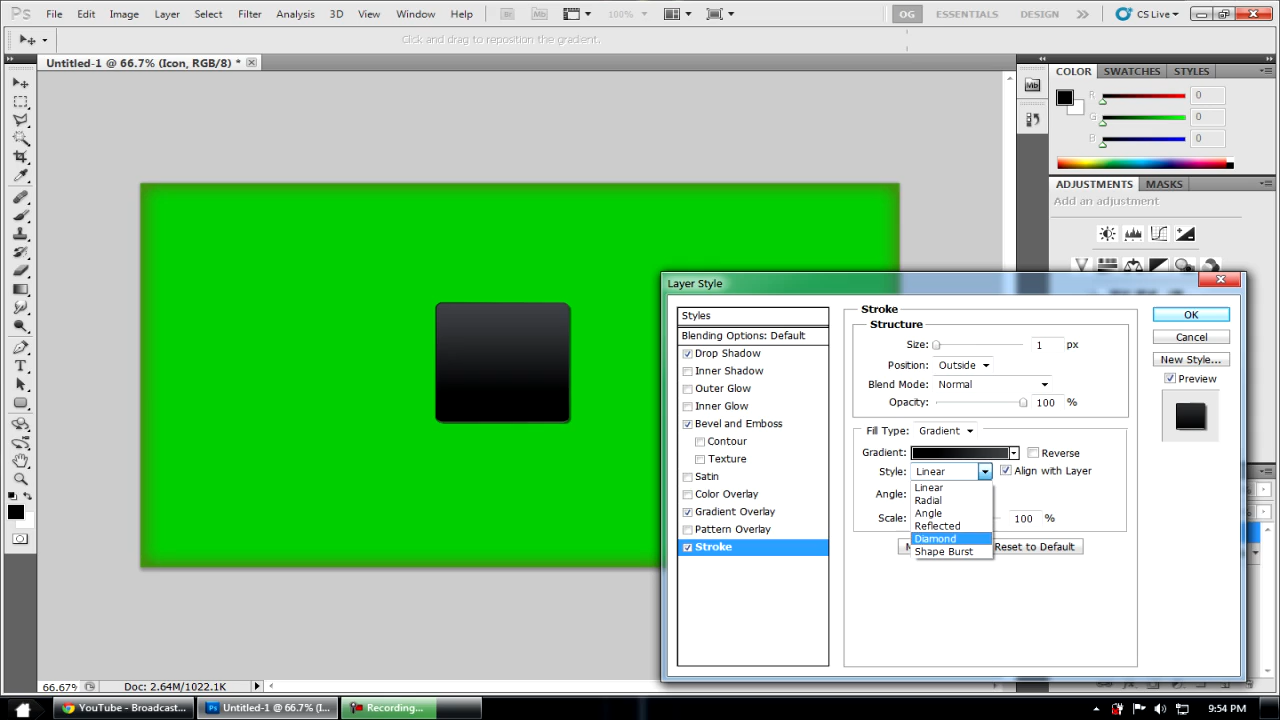 Ps File Edit Image Layer Select Filter Analysis 3D View Window Help Br Mb 100% OG ESSENTIALS DESIGN CS Live
Click and drag to reposition the gradient.
Untitled-1 @ 66.7% (Icon, RGB/8) *
COLOR SWATCHES STYLES
Mb
R 0
G 0
B 0
ADJUSTMENTS MASKS
Add an adjustment
Layer Style
Styles
Blending Options: Default
Drop Shadow
Inner Shadow
Outer Glow
Inner Glow
Bevel and Emboss
Contour
Texture
Satin
Color Overlay
Gradient Overlay
Pattern Overlay
Stroke
Stroke
Structure
Size: 1 px
Position: Outside
Blend Mode: Normal
Opacity: 100 %
Fill Type: Gradient
Gradient: Reverse
Style: Linear Align with Layer
Linear
Radial
Angle
Reflected
Diamond
Shape Burst
Angle:
Scale: 100 %
Reset to Default
OK
Cancel
New Style...
Preview
66.67% Doc: 2.64M/1022.1K
YouTube - Broadcast... Untitled-1 @ 66.7% (I... Recording... 9:54 PM